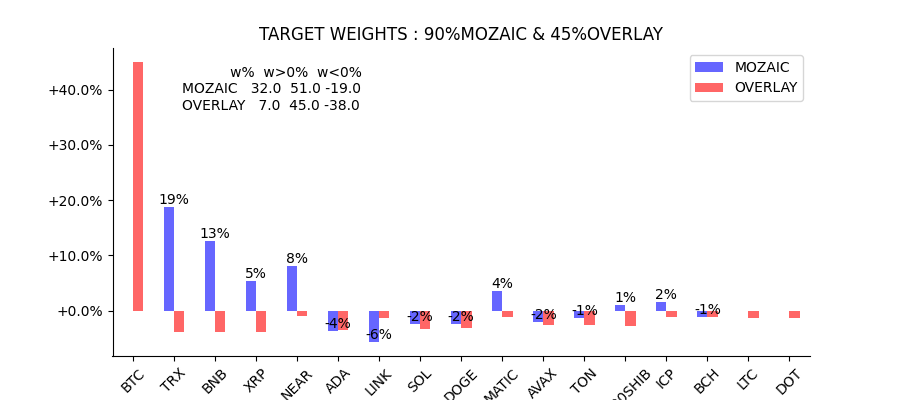 TARGET WEIGHTS : 90%MOZAIC & 45%OVERLAY
w% w>0% w<0%
MOZAIC 32.0 51.0 -19.0
OVERLAY 7.0 45.0 -38.0
MOZAIC
OVERLAY
+40.0%
+30.0%
+20.0%
+10.0%
+0.0%
19%
13%
5%
8%
-4%
-6%
-2%
-2%
4%
-2%
-1%
1%
2%
-1%
BTC
TRX
BNB
XRP
NEAR
ADA
LINK
SOL
DOGE
MATIC
AVAX
TON
ICP
BCH
LTC
DOT